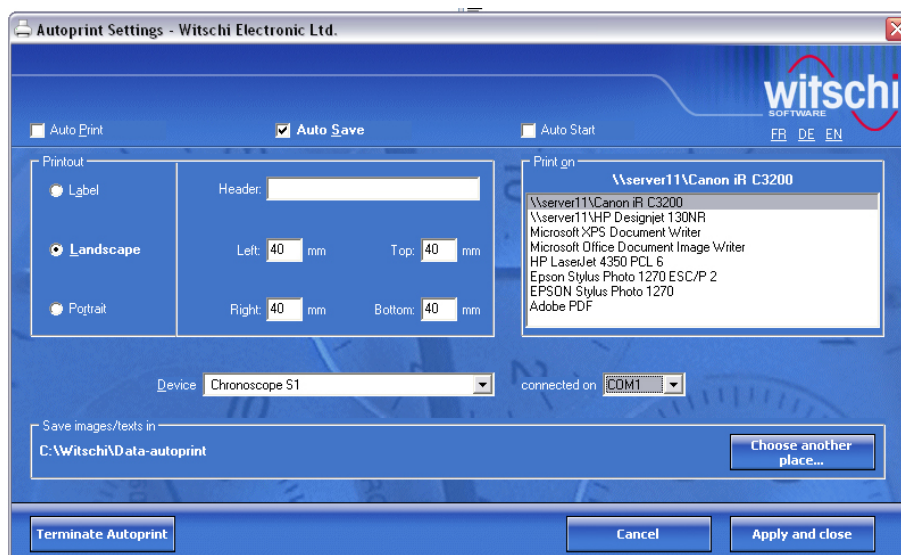 Autoprint Settings - Witschi Electronic Ltd.
witschi
SOFTWARE
FR DE EN
Auto Print
Auto Save
Auto Start
Printout
Label
Landscape
Portrait
Header:
Left: 40 mm Top: 40 mm
Right: 40 mm Bottom: 40 mm
Print on
\\server11\Canon iR C3200
\\server11\Canon iR C3200
\\server11\HP Designjet 130NR
Microsoft XPS Document Writer
Microsoft Office Document Image Writer
HP LaserJet 4350 PCL 6
Epson Stylus Photo 1270 ESC/P 2
EPSON Stylus Photo 1270
Adobe PDF
Device Chronoscope S1 connected on COM1
Save images/texts in
C:\Witschi\Data-autoprint
Choose another
place...
Terminate Autoprint Cancel Apply and close